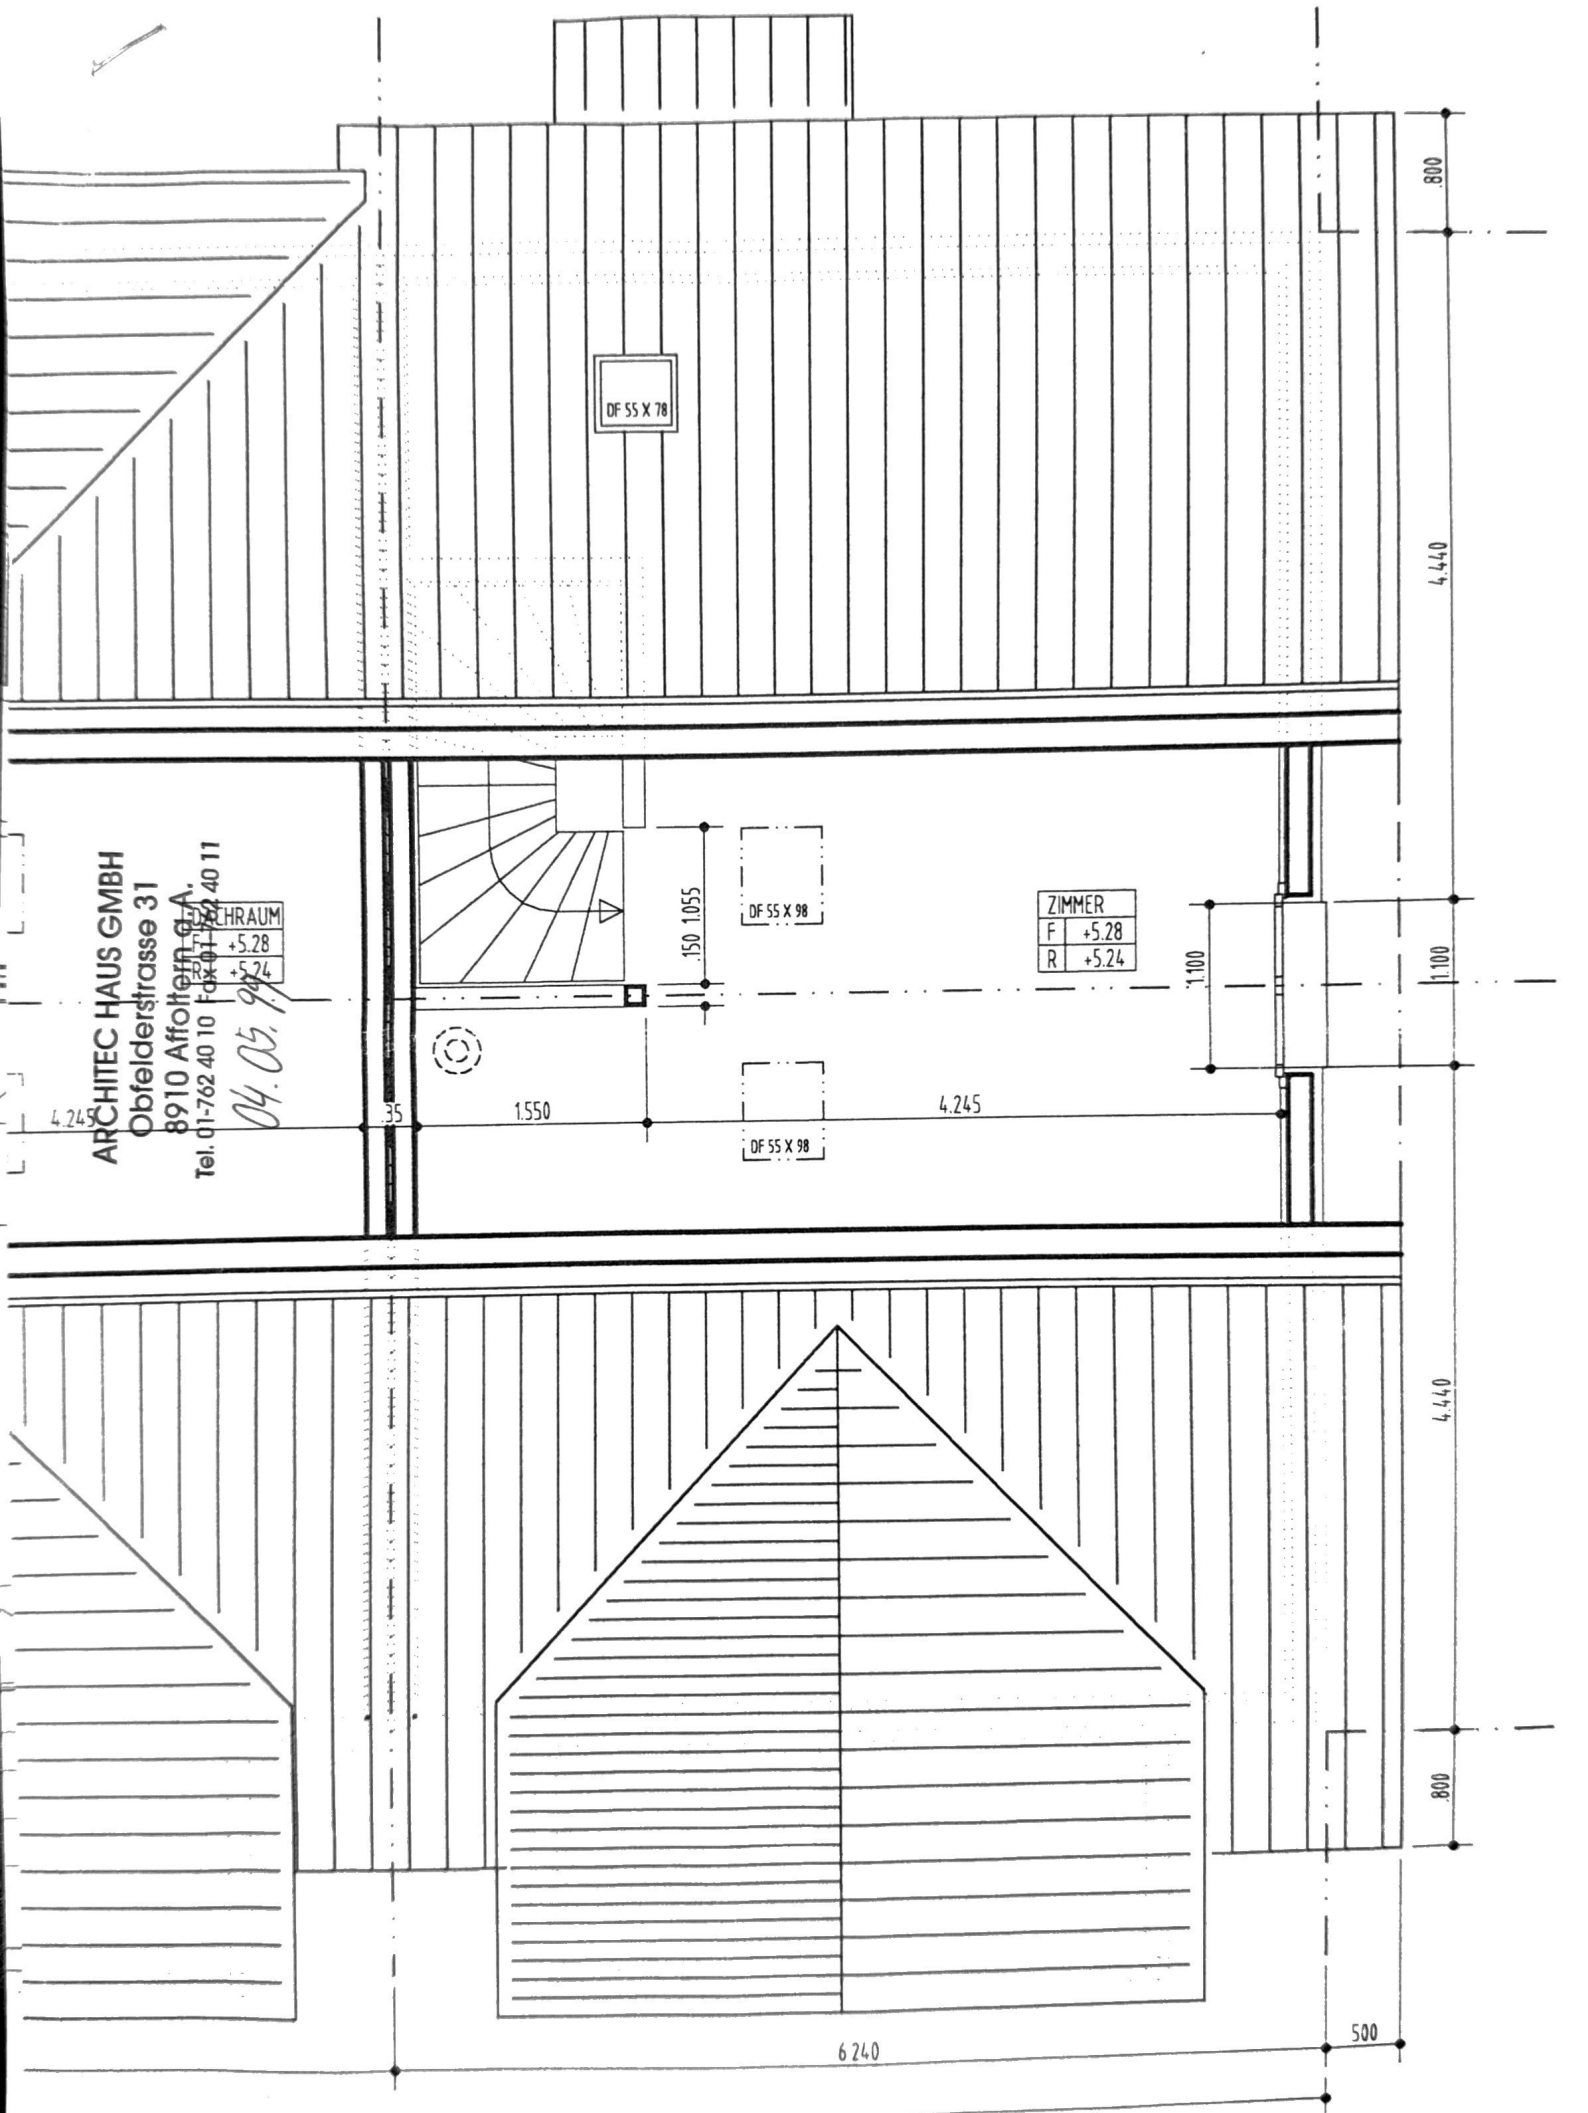 .800
DF 55 X 78
4.440
DF 55 X 98
ZIMMER
F +5.28
R +5.24
.150 1.055
1.100
1.100
DACHRAUM
F +5.28
R +5.24
ARCHITEC HAUS GMBH
Obfelderstrasse 31
8910 Affoltern a. A.
Tel. 01-762 40 10 Fax 01-762 40 11
04.05.99
4.245
.35
1.550
4.245
DF 55 X 98
4.440
.800
6 240
500